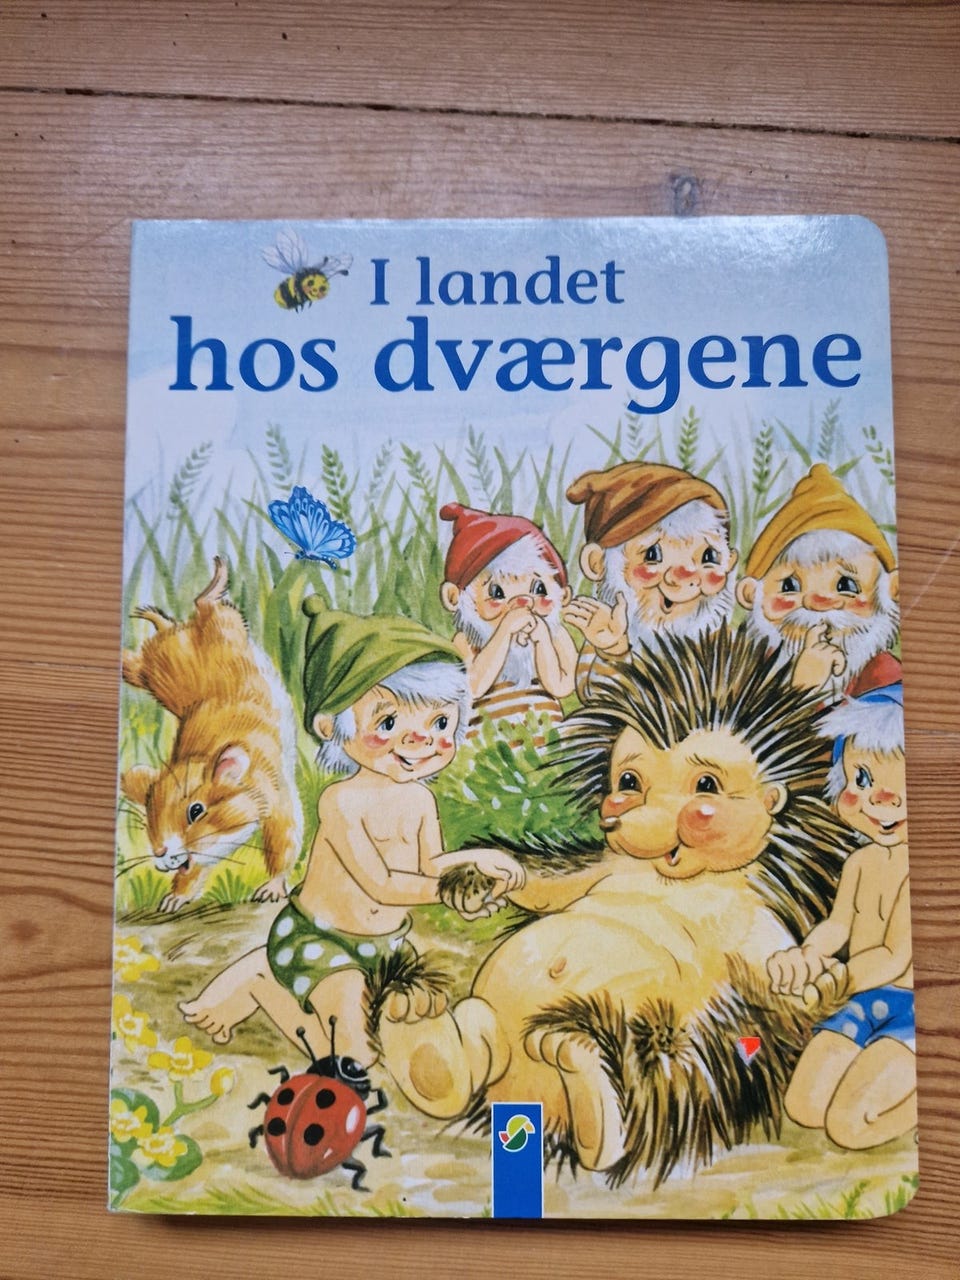 I landet
hos dværgene